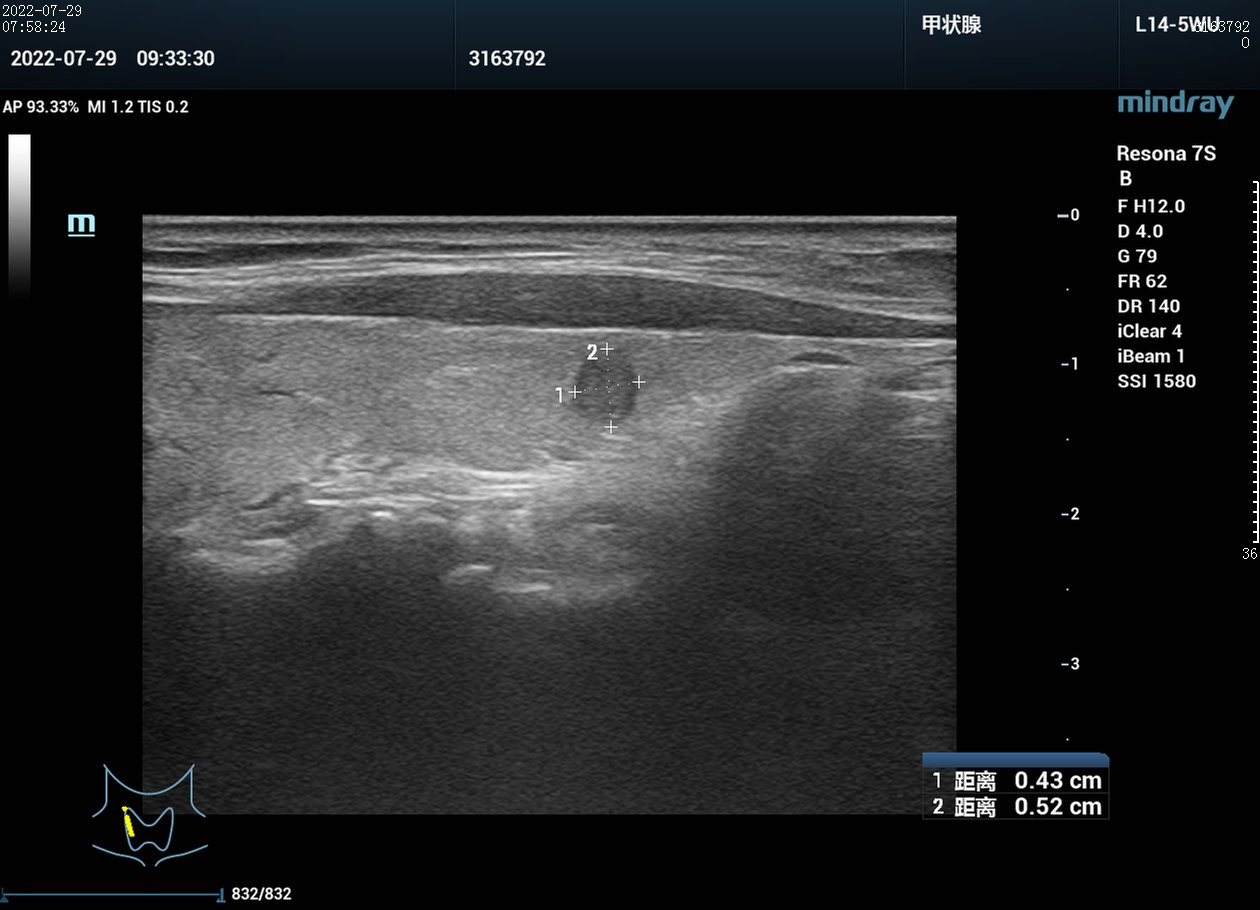 2022-07-29
07:58:24
2022-07-29 09:33:30
3163792
甲状腺
L14-5WU
3163792
0
AP 93.33% MI 1.2 TIS 0.2
mindray
Resona 7S
B
F H12.0
D 4.0
G 79
FR 62
DR 140
iClear 4
iBeam 1
SSI 1580
m
0
-1
-2
-3
36
2
1
1 距离 0.43 cm
2 距离 0.52 cm
832/832